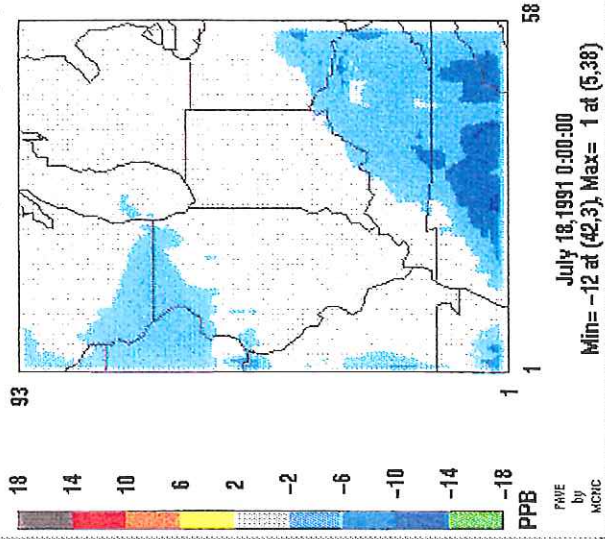 18
14
10
6
2
-2
-6
-10
-14
-18
PPB
PAVE
by
MCNC
93
1
1
58
July 18,1991 0:00:00
Min= -12 at (42,3), Max= 1 at (5,38)